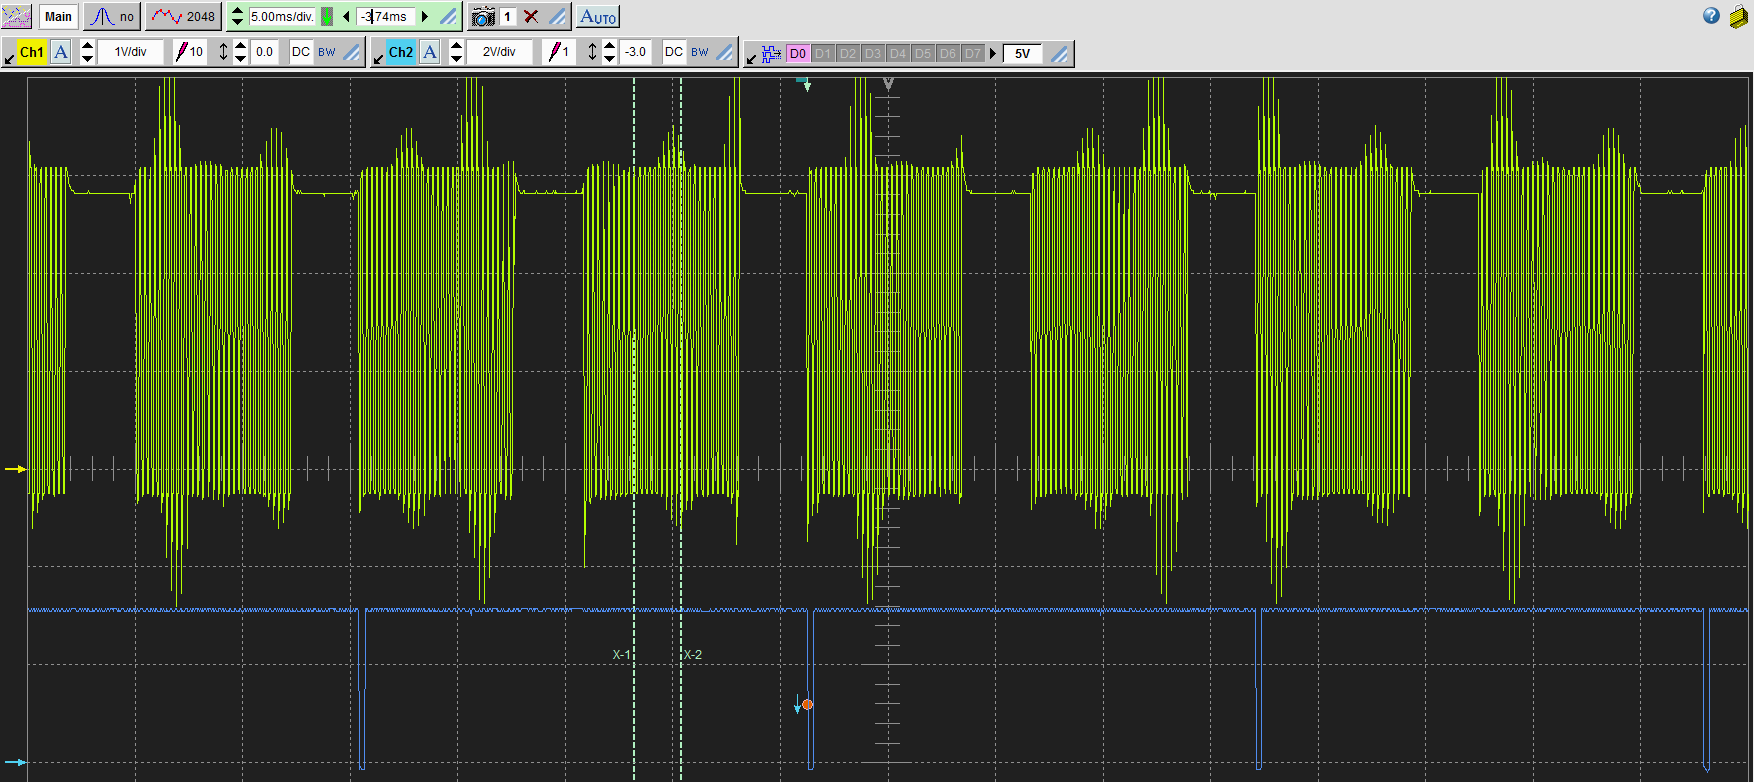 Main no 2048 5.00ms/div. -3.74ms 1 AUTO ?
Ch1 A 1V/div 10 0.0 DC BW Ch2 A 2V/div 1 -3.0 DC BW D0 D1 D2 D3 D4 D5 D6 D7 5V
X-1 X-2